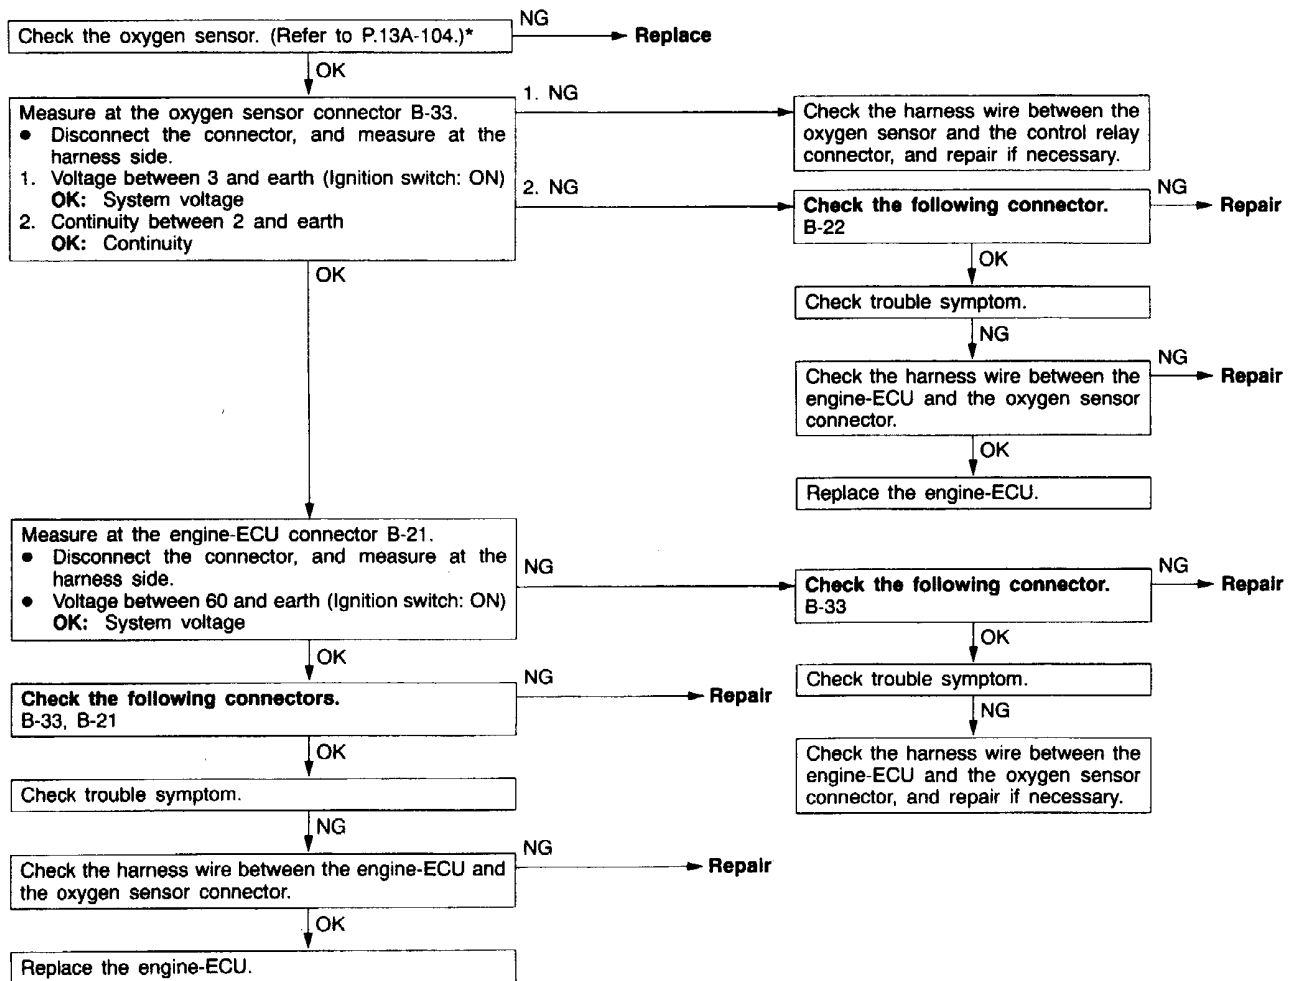 Check the oxygen sensor. (Refer to P.13A-104.)*
NG
Replace
OK
Measure at the oxygen sensor connector B-33.
● Disconnect the connector, and measure at the
harness side.
1. Voltage between 3 and earth (Ignition switch: ON)
OK: System voltage
2. Continuity between 2 and earth
OK: Continuity
1. NG
Check the harness wire between the
oxygen sensor and the control relay
connector, and repair if necessary.
2. NG
Check the following connector.
B-22
NG
Repair
OK
Check trouble symptom.
NG
Check the harness wire between the
engine-ECU and the oxygen sensor
connector.
NG
Repair
OK
Replace the engine-ECU.
OK
Measure at the engine-ECU connector B-21.
● Disconnect the connector, and measure at the
harness side.
● Voltage between 60 and earth (Ignition switch: ON)
OK: System voltage
NG
Check the following connector.
B-33
NG
Repair
OK
Check trouble symptom.
NG
Check the harness wire between the
engine-ECU and the oxygen sensor
connector, and repair if necessary.
OK
Check the following connectors.
B-33, B-21
NG
Repair
OK
Check trouble symptom.
NG
Check the harness wire between the engine-ECU and
the oxygen sensor connector.
NG
Repair
OK
Replace the engine-ECU.